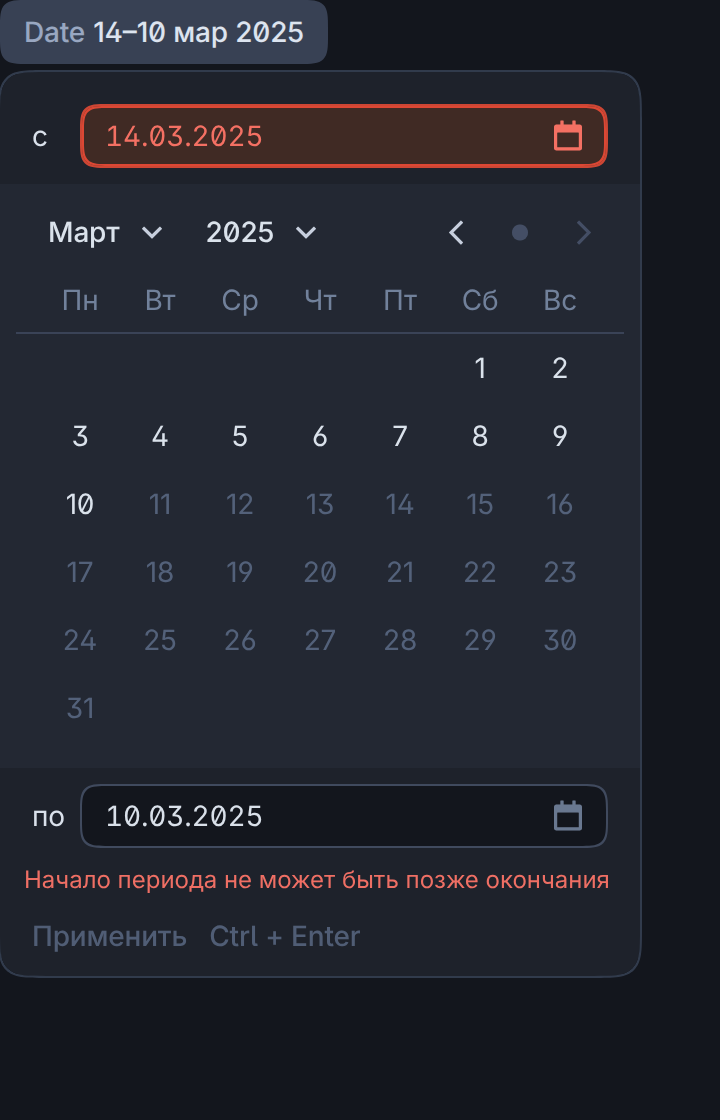 Date 14–10 мар 2025
с 14.03.2025
Март 2025
Пн Вт Ср Чт Пт Сб Вс
1 2
3 4 5 6 7 8 9
10 11 12 13 14 15 16
17 18 19 20 21 22 23
24 25 26 27 28 29 30
31
по 10.03.2025
Начало периода не может быть позже окончания
Применить Ctrl + Enter